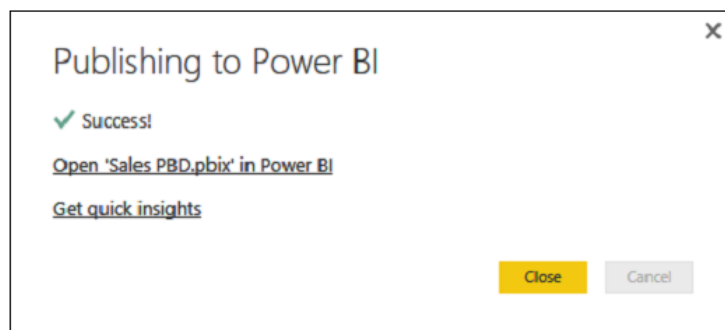 Publishing to Power BI
Success!
Open 'Sales PBD.pbix' in Power BI
Get quick insights
Close
Cancel